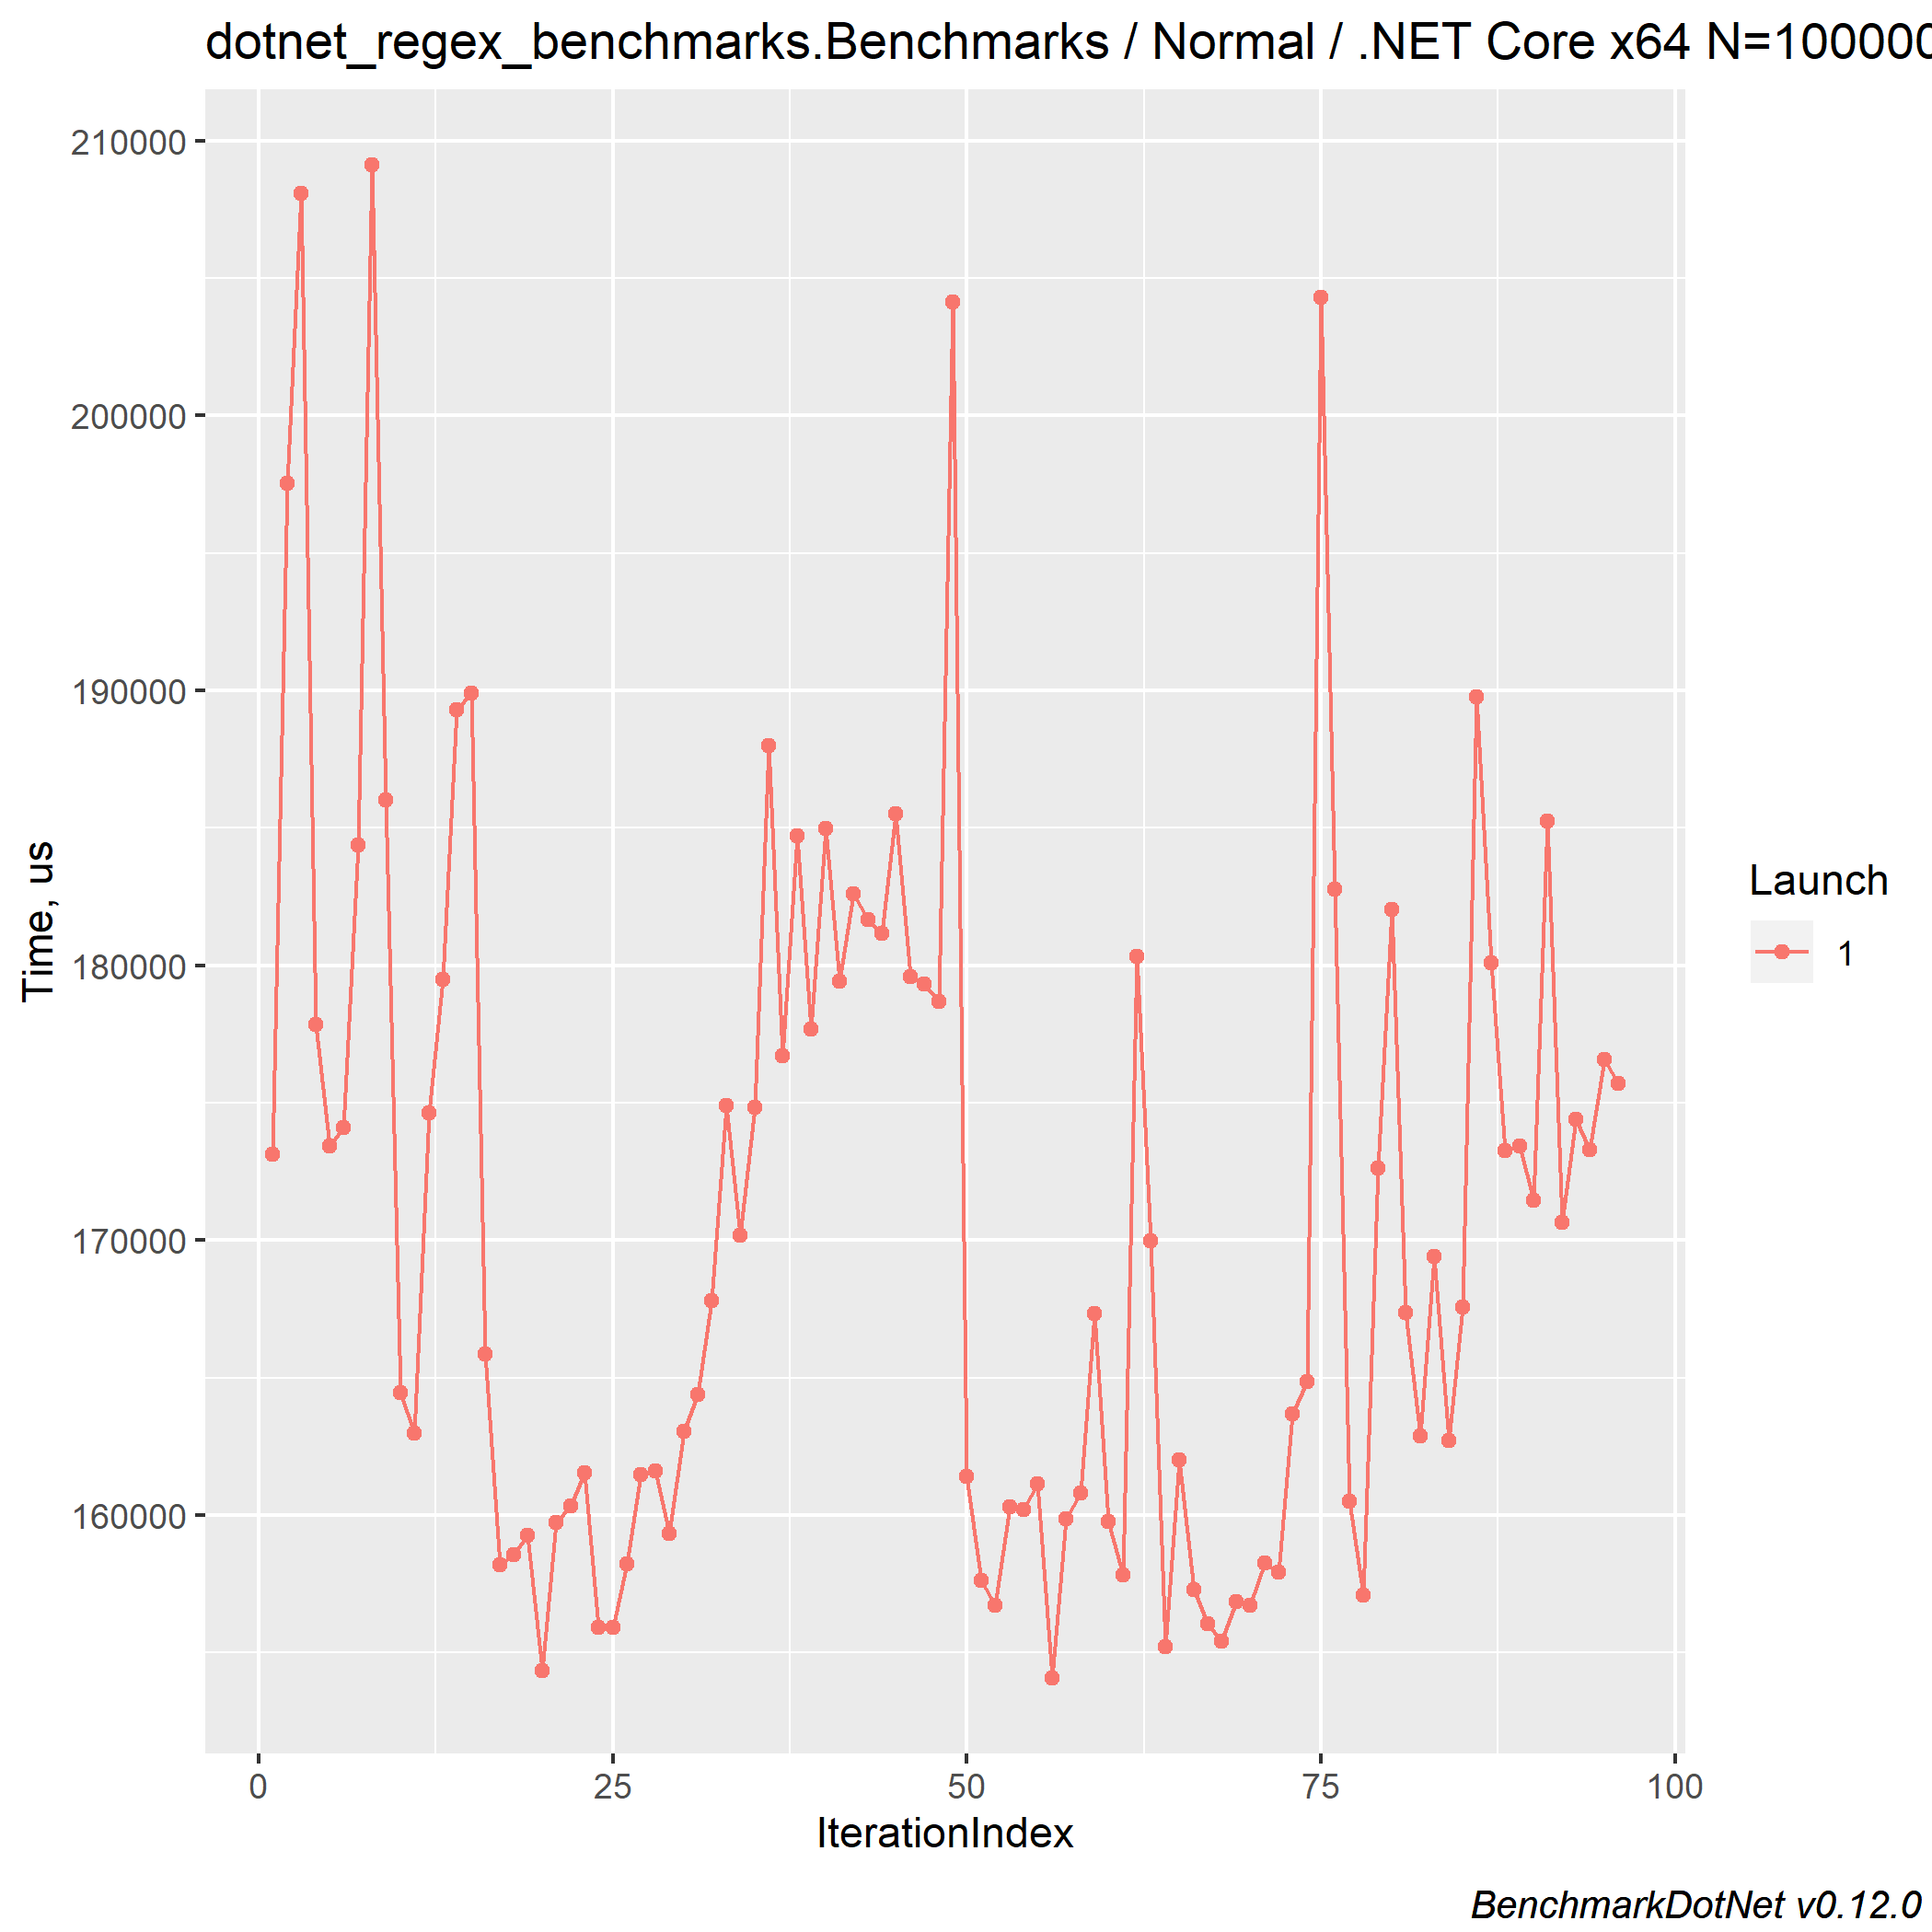 dotnet_regex_benchmarks.Benchmarks / Normal / .NET Core x64 N=100000
210000
200000
190000
180000
170000
160000
Time, us
0 25 50 75 100
IterationIndex
Launch
1
BenchmarkDotNet v0.12.0